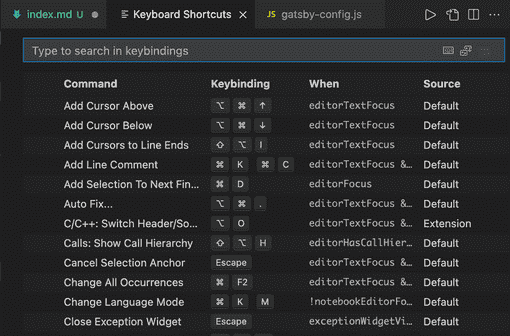 index.md U Keyboard Shortcuts JS gatsby-config.js
Type to search in keybindings
Command Keybinding When Source
Add Cursor Above ⌥ ⌘ ↑ editorTextFocus Default
Add Cursor Below ⌥ ⌘ ↓ editorTextFocus Default
Add Cursors to Line Ends ⇧ ⌥ I editorTextFocus Default
Add Line Comment ⌘ K ⌘ C editorTextFocus &… Default
Add Selection To Next Fin... ⌘ D editorFocus Default
Auto Fix... ⌥ ⌘ . editorTextFocus &… Default
C/C++: Switch Header/So... ⌥ O editorTextFocus &… Extension
Calls: Show Call Hierarchy ⇧ ⌥ H editorHasCallHier… Default
Cancel Selection Anchor Escape editorTextFocus &… Default
Change All Occurrences ⌘ F2 editorTextFocus &… Default
Change Language Mode ⌘ K M !notebookEditorFo… Default
Close Exception Widget Escape exceptionWidgetVi… Default